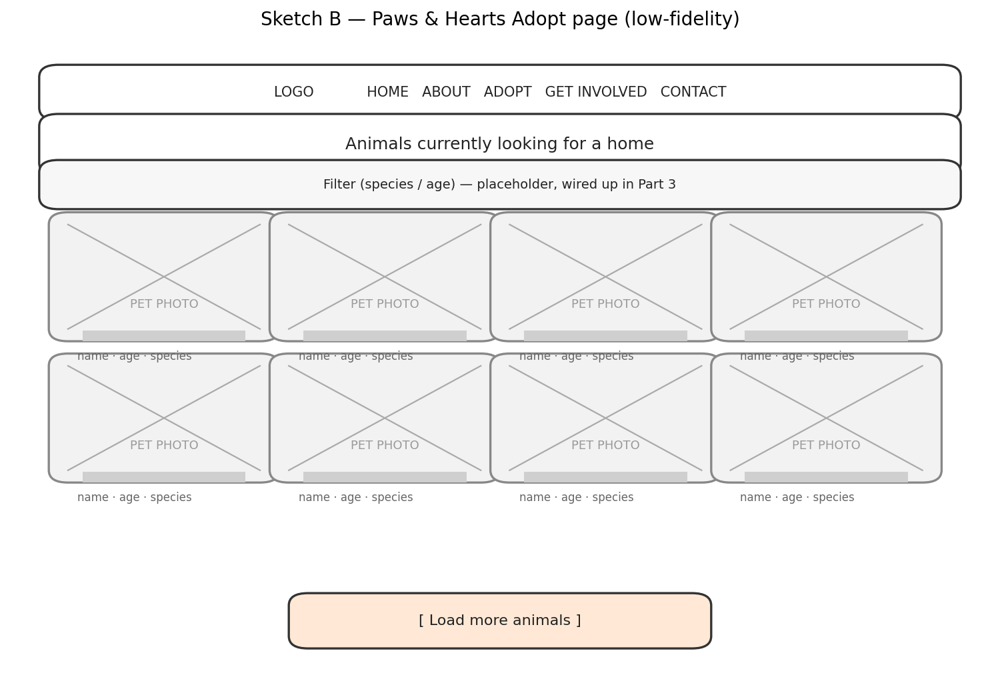 Sketch B — Paws & Hearts Adopt page (low-fidelity)
LOGO HOME ABOUT ADOPT GET INVOLVED CONTACT
Animals currently looking for a home
Filter (species / age) — placeholder, wired up in Part 3
PET PHOTO PET PHOTO PET PHOTO PET PHOTO
name · age · species name · age · species name · age · species name · age · species
PET PHOTO PET PHOTO PET PHOTO PET PHOTO
name · age · species name · age · species name · age · species name · age · species
[ Load more animals ]